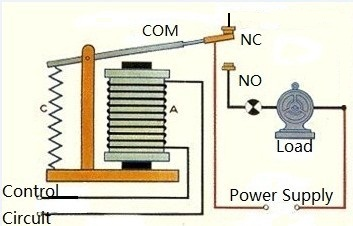 COM
NC
NO
C
A
Load
Control
Circuit
Power Supply